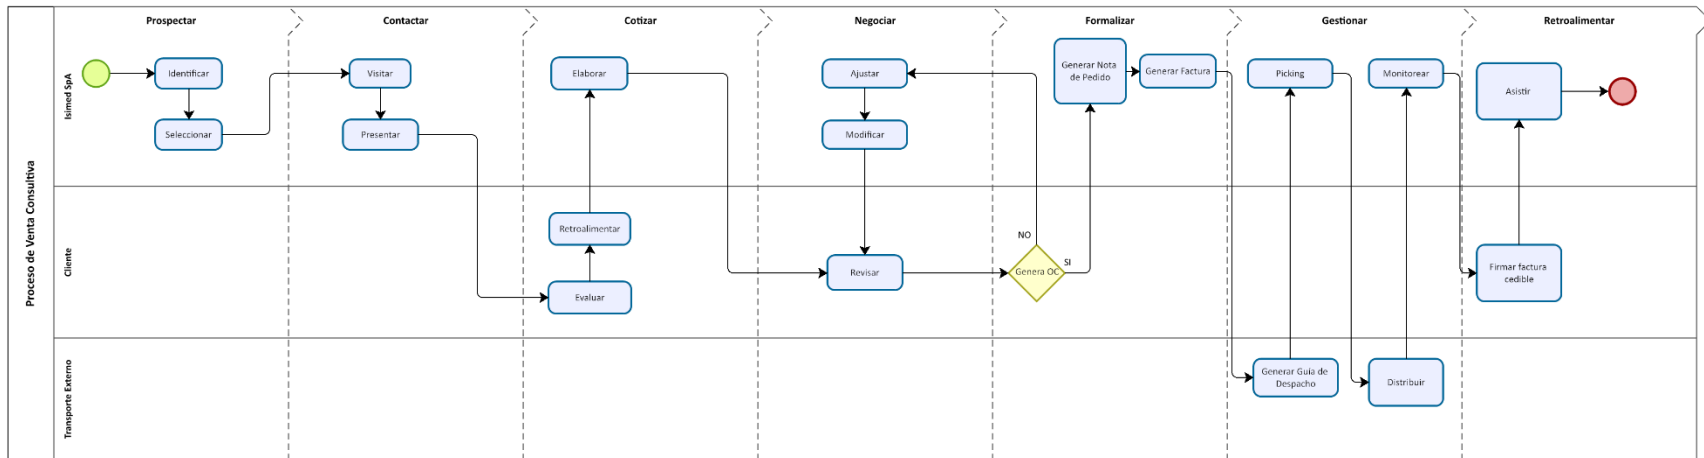 Proceso de Venta Consultiva
Prospectar
Contactar
Cotizar
Negociar
Formalizar
Gestionar
Retroalimentar
Isimed SpA
Identificar
Seleccionar
Visitar
Presentar
Elaborar
Ajustar
Modificar
Generar Nota
de Pedido
Generar Factura
Picking
Monitorear
Asistir
Cliente
Retroalimentar
Evaluar
Revisar
NO
Genera OC
SI
Firmar factura
cedible
Transporte Externo
Generar Guía de
Despacho
Distribuir